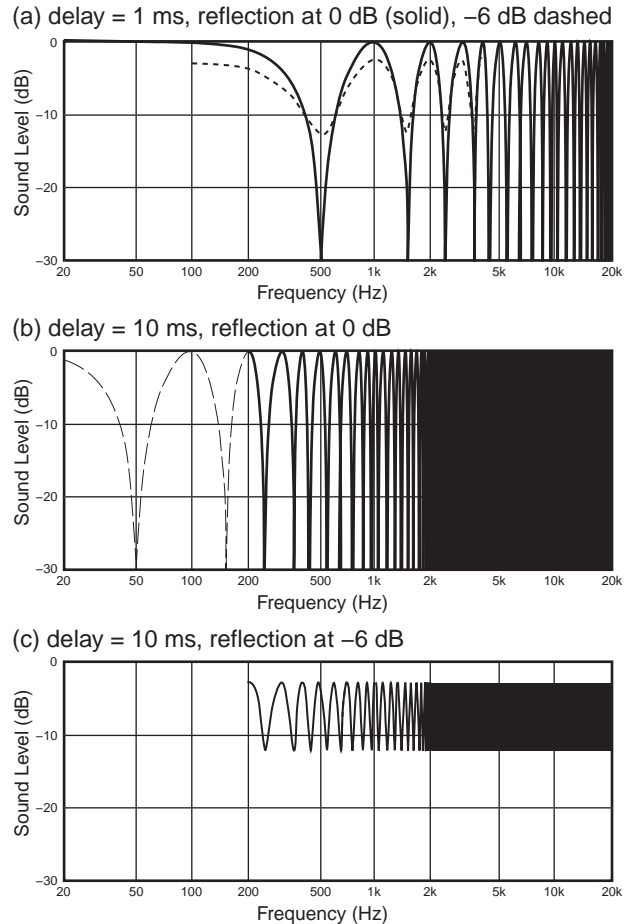 (a) delay = 1 ms, reflection at 0 dB (solid), −6 dB dashed
Sound Level (dB)
0
−10
−20
−30
20 50 100 200 500 1k 2k 5k 10k 20k
Frequency (Hz)
(b) delay = 10 ms, reflection at 0 dB
Sound Level (dB)
0
−10
−20
−30
20 50 100 200 500 1k 2k 5k 10k 20k
Frequency (Hz)
(c) delay = 10 ms, reflection at −6 dB
Sound Level (dB)
0
−10
−20
−30
20 50 100 200 500 1k 2k 5k 10k 20k
Frequency (Hz)